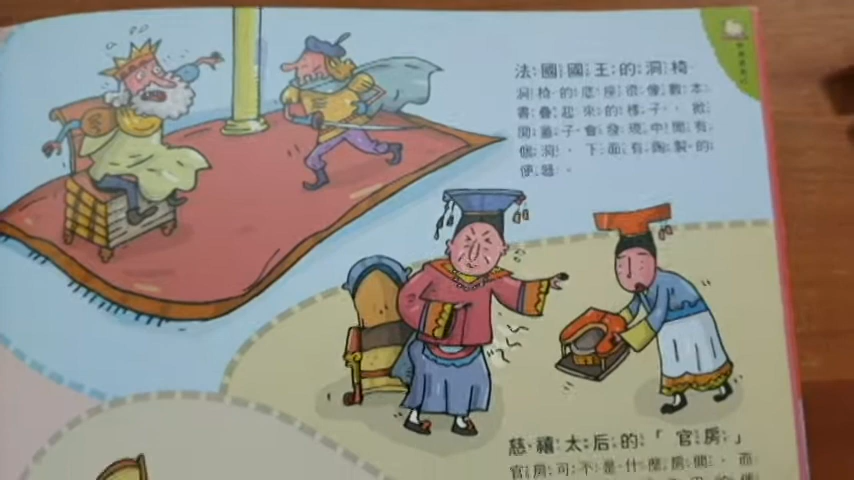 法國國王的洞椅
洞椅的底座很像數本
書疊起來的樣子，掀
開蓋子會發現中間有
個洞，下面有陶製的
便器。
慈禧太后的「官房」
官房可不是什麼房間，而